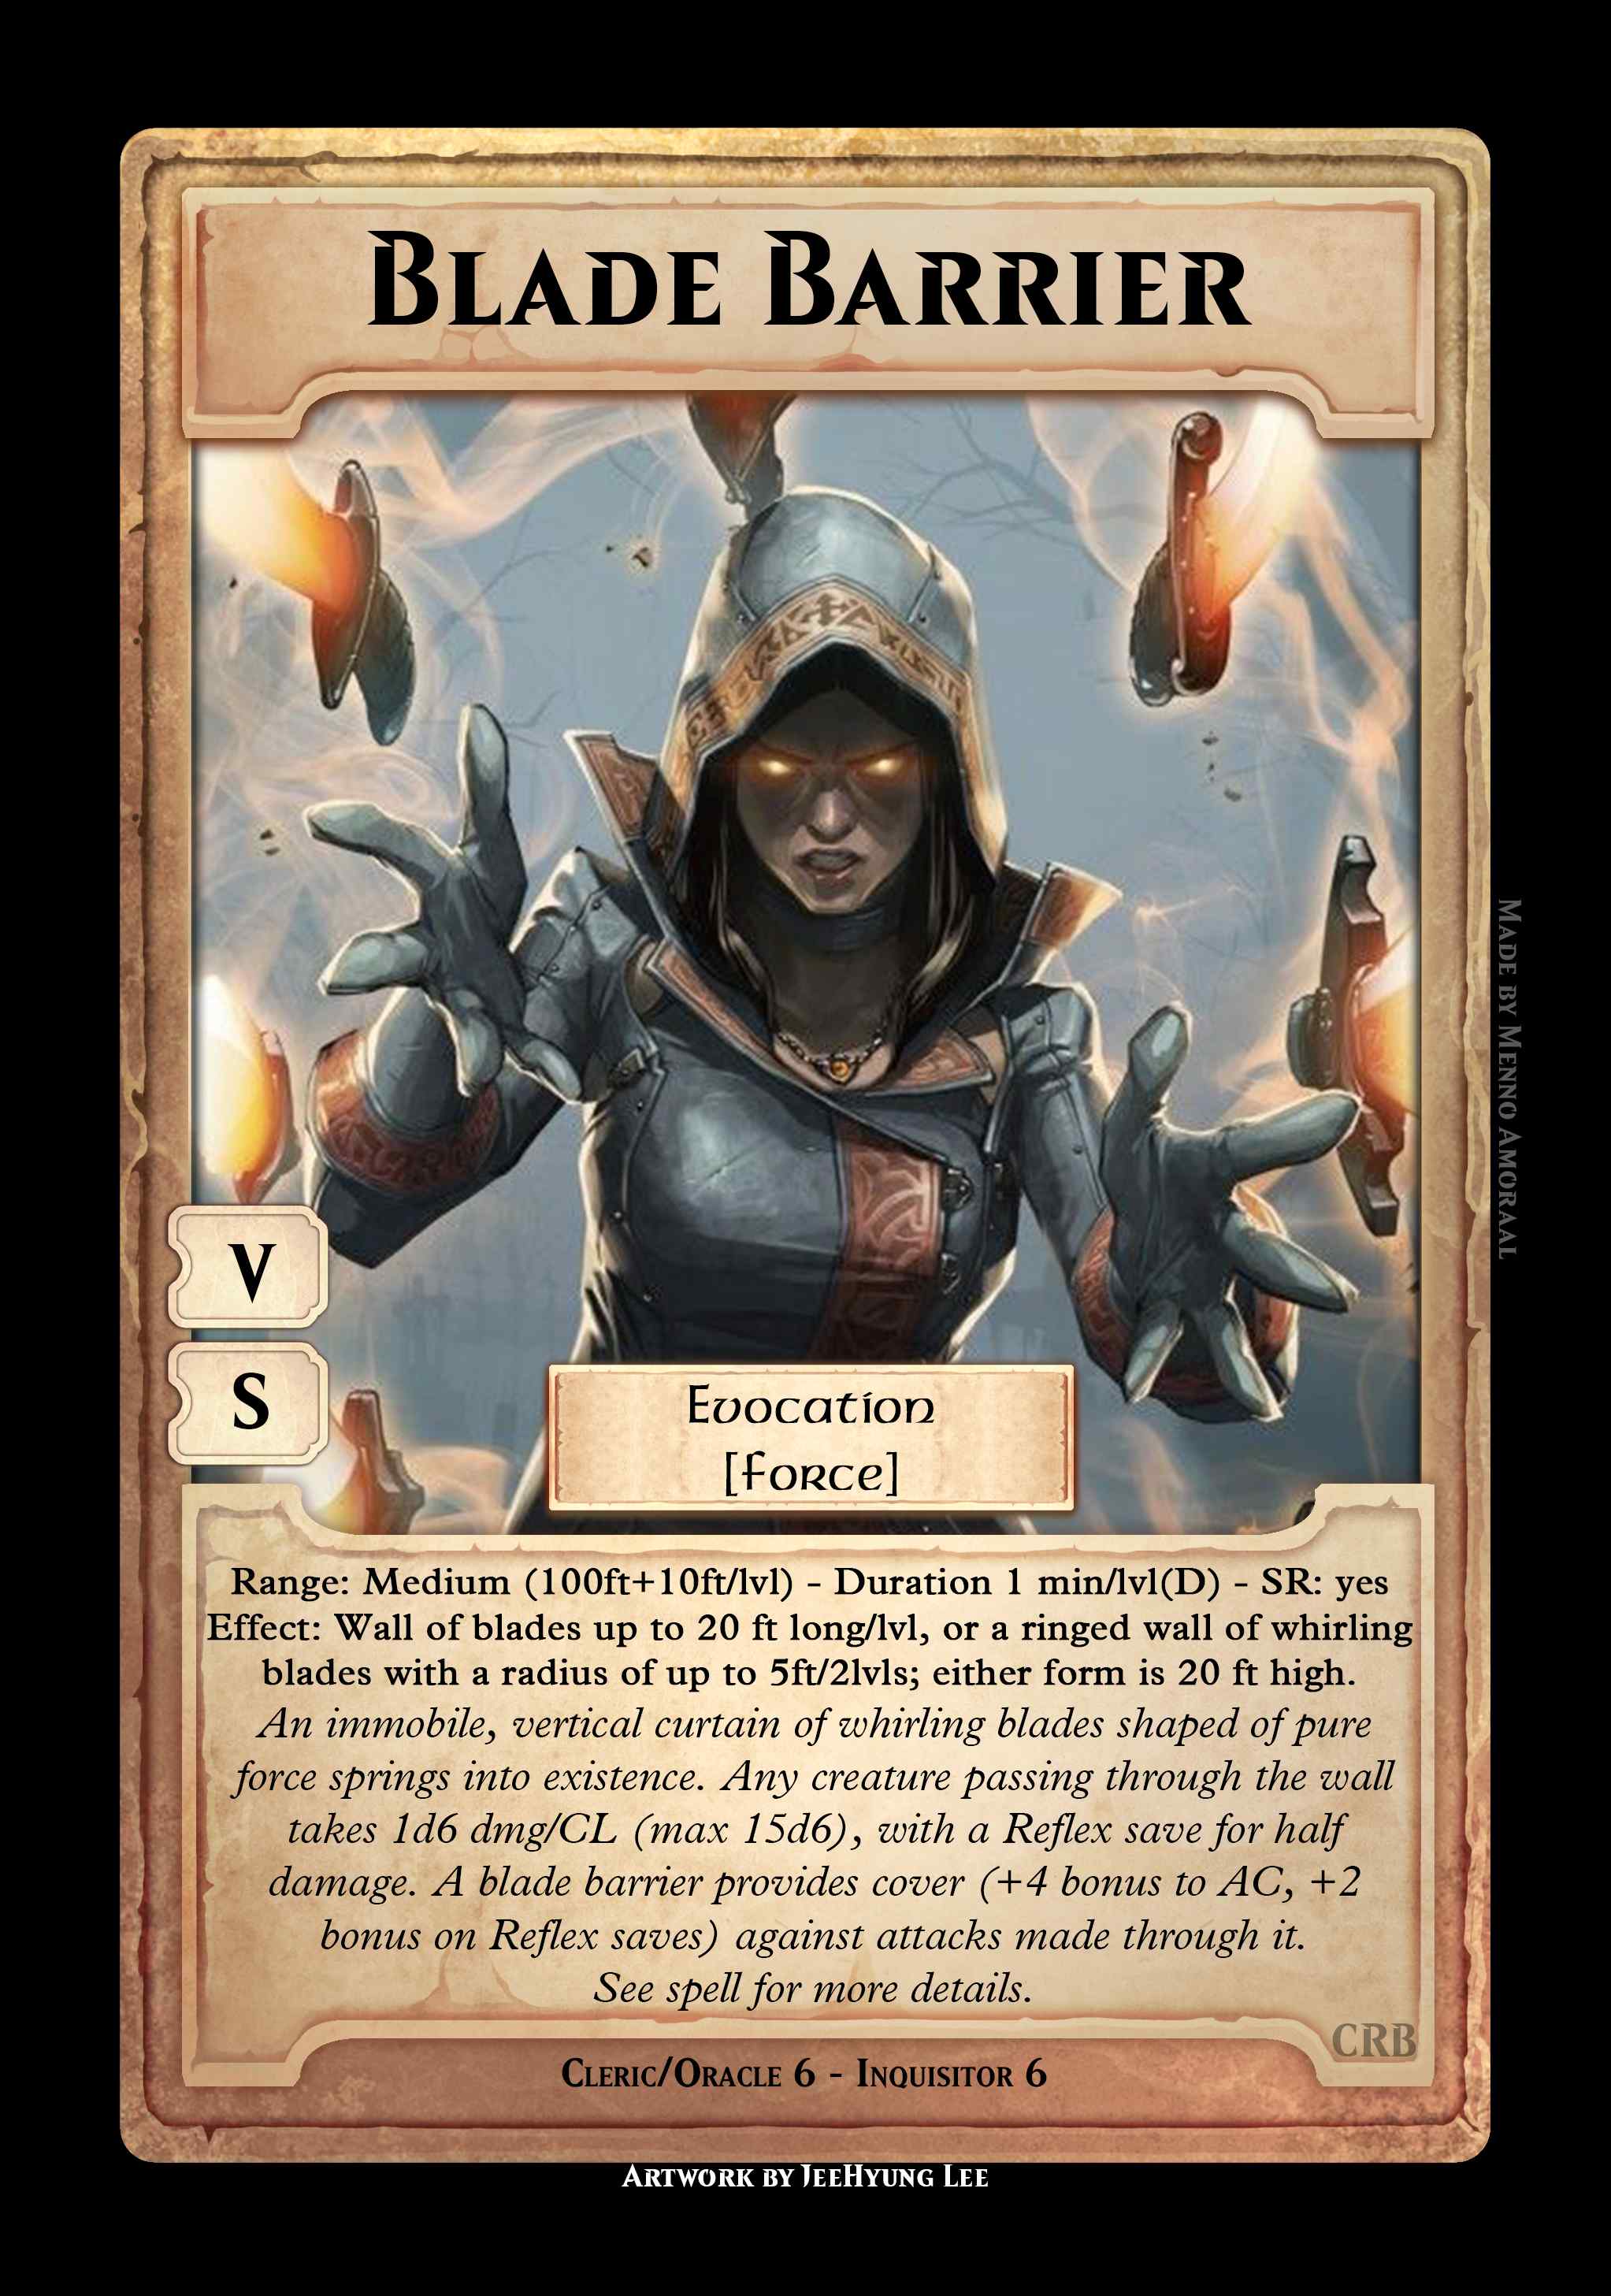 Blade Barrier
V
S
Evocation
[Force]
Range: Medium (100ft+10ft/lvl) - Duration 1 min/lvl(D) - SR: yes
Effect: Wall of blades up to 20 ft long/lvl, or a ringed wall of whirling
blades with a radius of up to 5ft/2lvls; either form is 20 ft high.
An immobile, vertical curtain of whirling blades shaped of pure
force springs into existence. Any creature passing through the wall
takes 1d6 dmg/CL (max 15d6), with a Reflex save for half
damage. A blade barrier provides cover (+4 bonus to AC, +2
bonus on Reflex saves) against attacks made through it.
See spell for more details.
CRB
Cleric/Oracle 6 - Inquisitor 6
Artwork by JeeHyung Lee
Made by Menno Amoraal